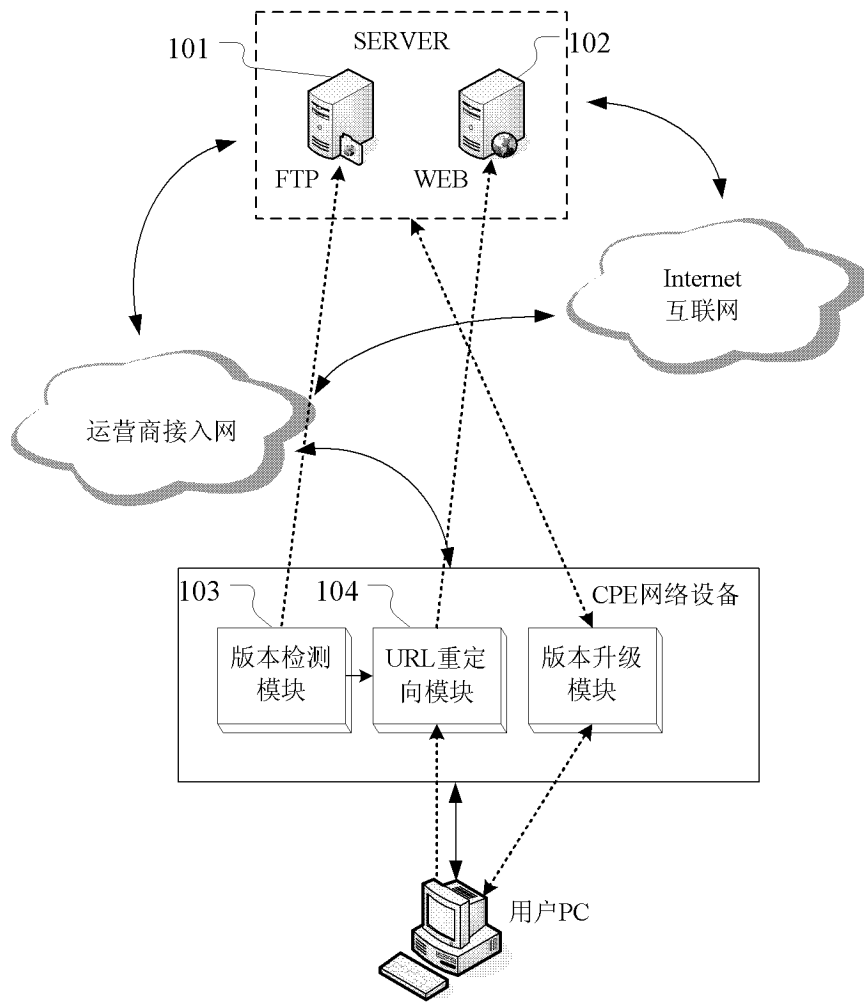 101
SERVER
102
FTP
WEB
Internet
互联网
运营商接入网
103
104
CPE网络设备
版本检测
模块
URL重定
向模块
版本升级
模块
用户PC